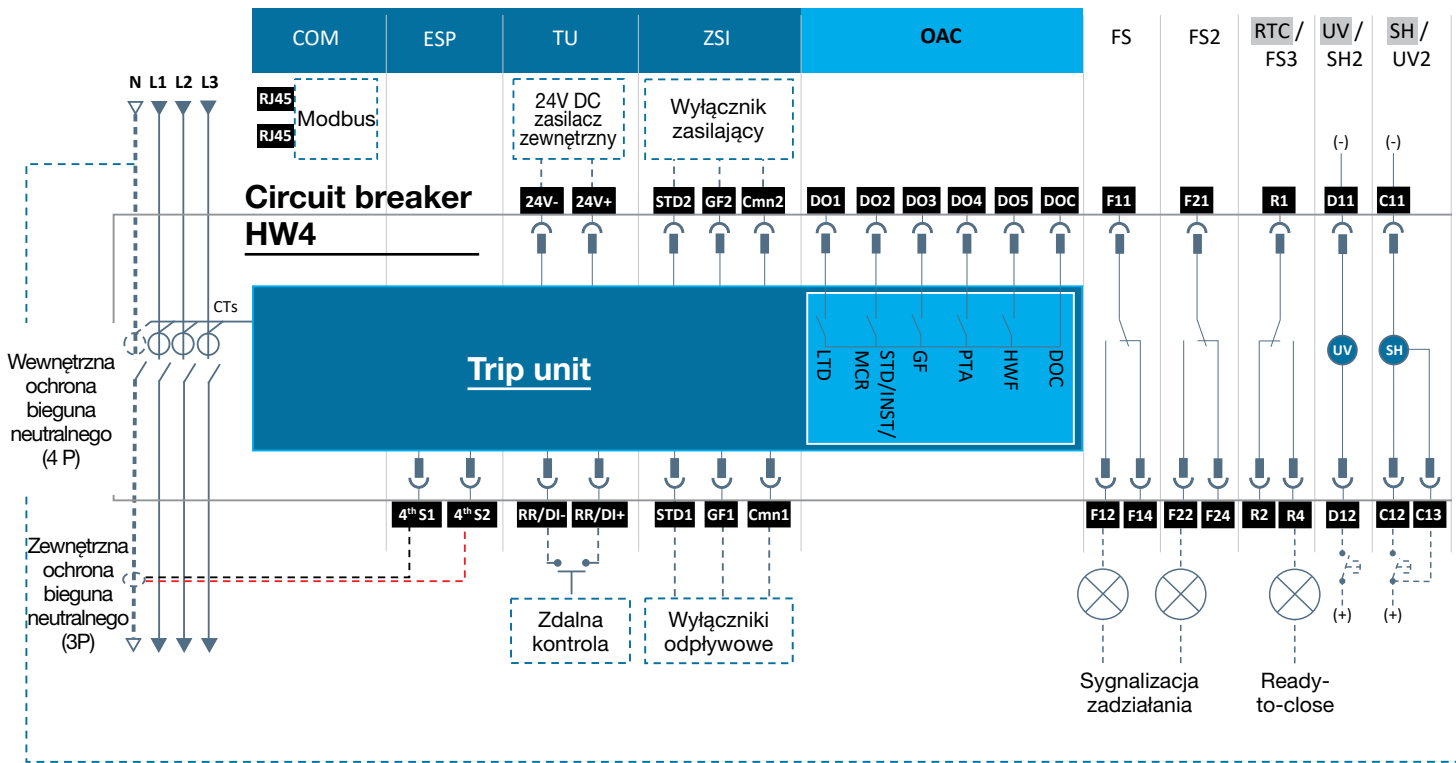 COM ESP TU ZSI OAC FS FS2 RTC / UV / SH /
FS3 SH2 UV2
N L1 L2 L3
RJ45
RJ45
Modbus
24V DC
zasilacz
zewnętrzny
Wyłącznik
zasilający
(-) (-)
Circuit breaker
HW4
24V- 24V+ STD2 GF2 Cmn2 DO1 DO2 DO3 DO4 DO5 DOC F11 F21 R1 D11 C11
CTs
Trip unit
LTD
STD/INST/
MCR
GF
PTA
HWF
DOC
UV SH
Wewnętrzna
ochrona
bieguna
neutralnego
(4 P)
4th S1 4th S2 RR/DI- RR/DI+ STD1 GF1 Cmn1 F12 F14 F22 F24 R2 R4 D12 C12 C13
Zewnętrzna
ochrona
bieguna
neutralnego
(3P)
Zdalna
kontrola
Wyłączniki
odpływowe
(+) (+)
Sygnalizacja
zadziałania
Ready-
to-close